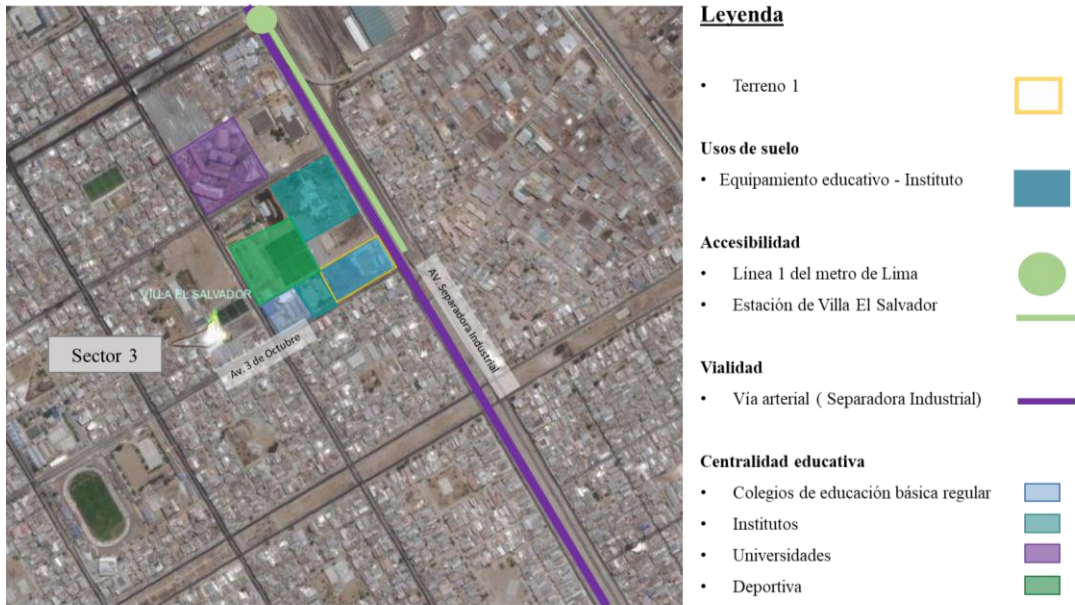 Leyenda
• Terreno 1
Usos de suelo
• Equipamiento educativo - Instituto
Accesibilidad
• Línea 1 del metro de Lima
• Estación de Villa El Salvador
Vialidad
• Vía arterial ( Separadora Industrial)
Centralidad educativa
• Colegios de educación básica regular
• Institutos
• Universidades
• Deportiva
VILLA EL SALVADOR
Sector 3
Av. 3 de Octubre
AV. Separadora Industrial